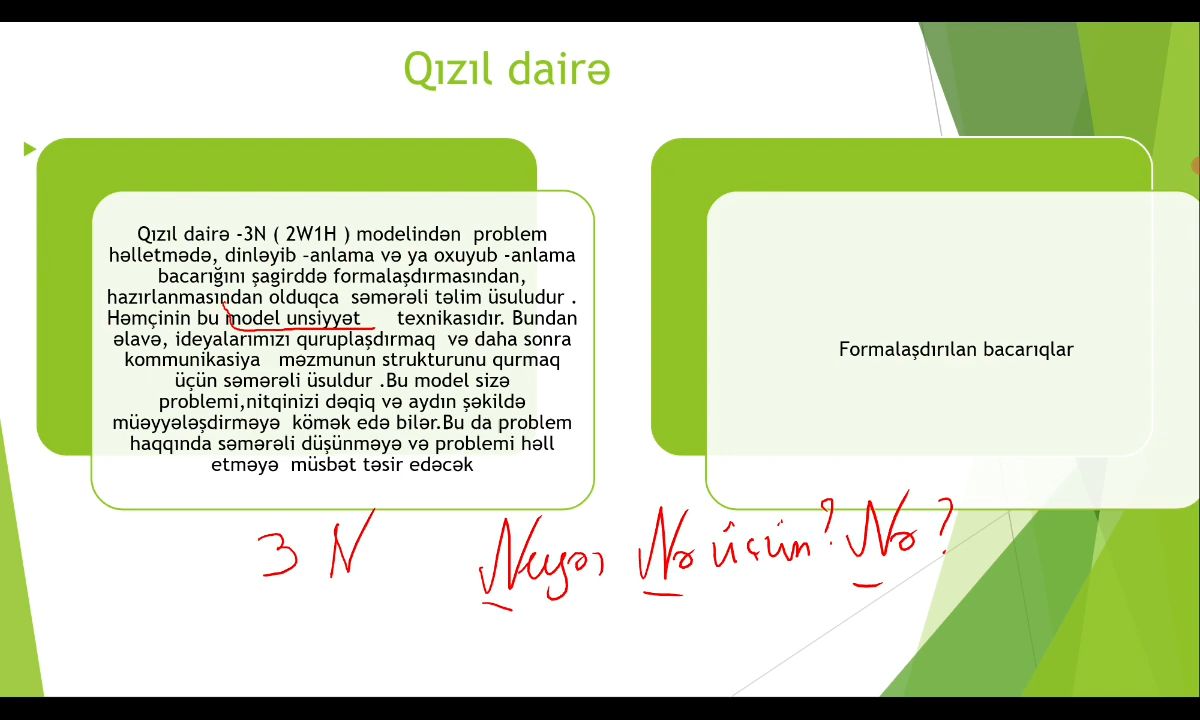 Qızıl dairə
Qızıl dairə -3N ( 2W1H ) modelindən problem
həlletmədə, dinləyib –anlama və ya oxuyub -anlama
bacarığını şagirddə formalaşdırmasından,
hazırlanmasından olduqca səmərəli təlim üsuludur .
Həmçinin bu model unsiyyət texnikasıdır. Bundan
əlavə, ideyalarımızı quruplaşdırmaq və daha sonra
kommunikasiya məzmunun strukturunu qurmaq
üçün səmərəli üsuldur .Bu model sizə
problemi,nitqinizi dəqiq və aydın şəkildə
müəyyələşdirməyə kömək edə bilər.Bu da problem
haqqında səmərəli düşünməyə və problemi həll
etməyə müsbət təsir edəcək
Formalaşdırılan bacarıqlar
3 N Nə üçün? Nə ?